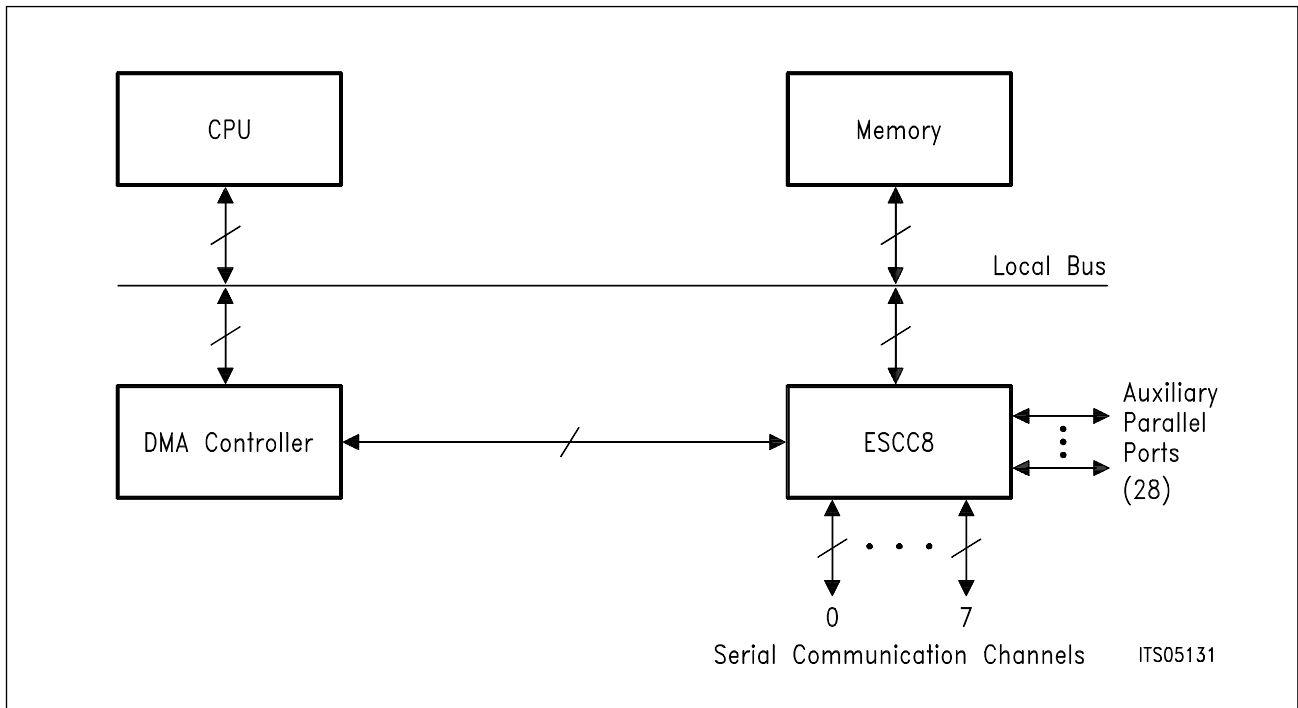 CPU
Memory
Local Bus
DMA Controller
ESCC8
Auxiliary
Parallel
Ports
(28)
0
7
Serial Communication Channels
ITS05131